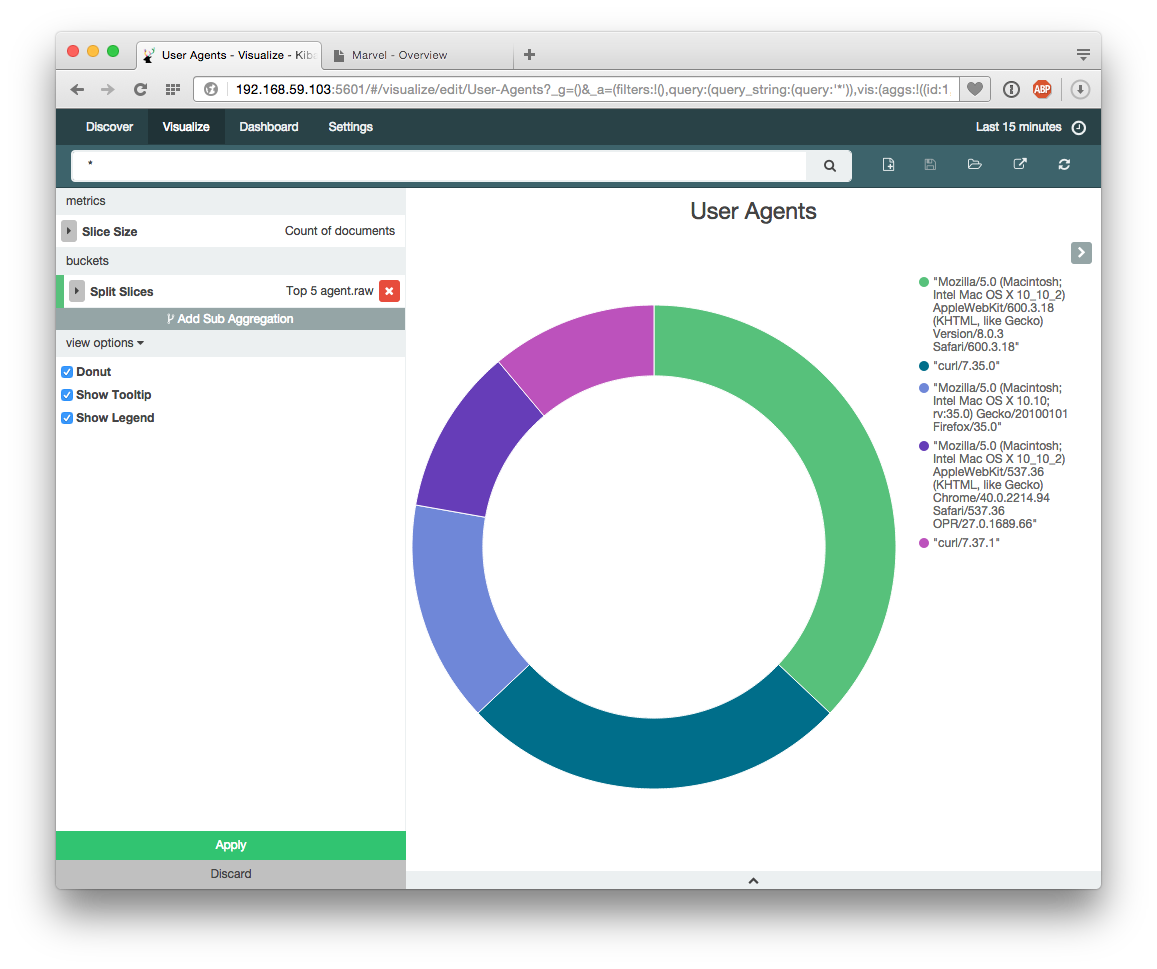 User Agents - Visualize - Kib
Marvel - Overview
192.168.59.103:5601/#/visualize/edit/User-Agents?_g=()&_a=(filters:!(),query:(query_string:(query:'*')),vis:(aggs:!((id:1.
ABP
Discover Visualize Dashboard Settings Last 15 minutes
*
metrics
Slice Size Count of documents
buckets
Split Slices Top 5 agent.raw
Add Sub Aggregation
view options
Donut
Show Tooltip
Show Legend
Apply
Discard
User Agents
"Mozilla/5.0 (Macintosh;
Intel Mac OS X 10_10_2)
AppleWebKit/600.3.18
(KHTML, like Gecko)
Version/8.0.3
Safari/600.3.18"
"curl/7.35.0"
"Mozilla/5.0 (Macintosh;
Intel Mac OS X 10.10;
rv:35.0) Gecko/20100101
Firefox/35.0"
"Mozilla/5.0 (Macintosh;
Intel Mac OS X 10_10_2)
AppleWebKit/537.36
(KHTML, like Gecko)
Chrome/40.0.2214.94
Safari/537.36
OPR/27.0.1689.66"
"curl/7.37.1"